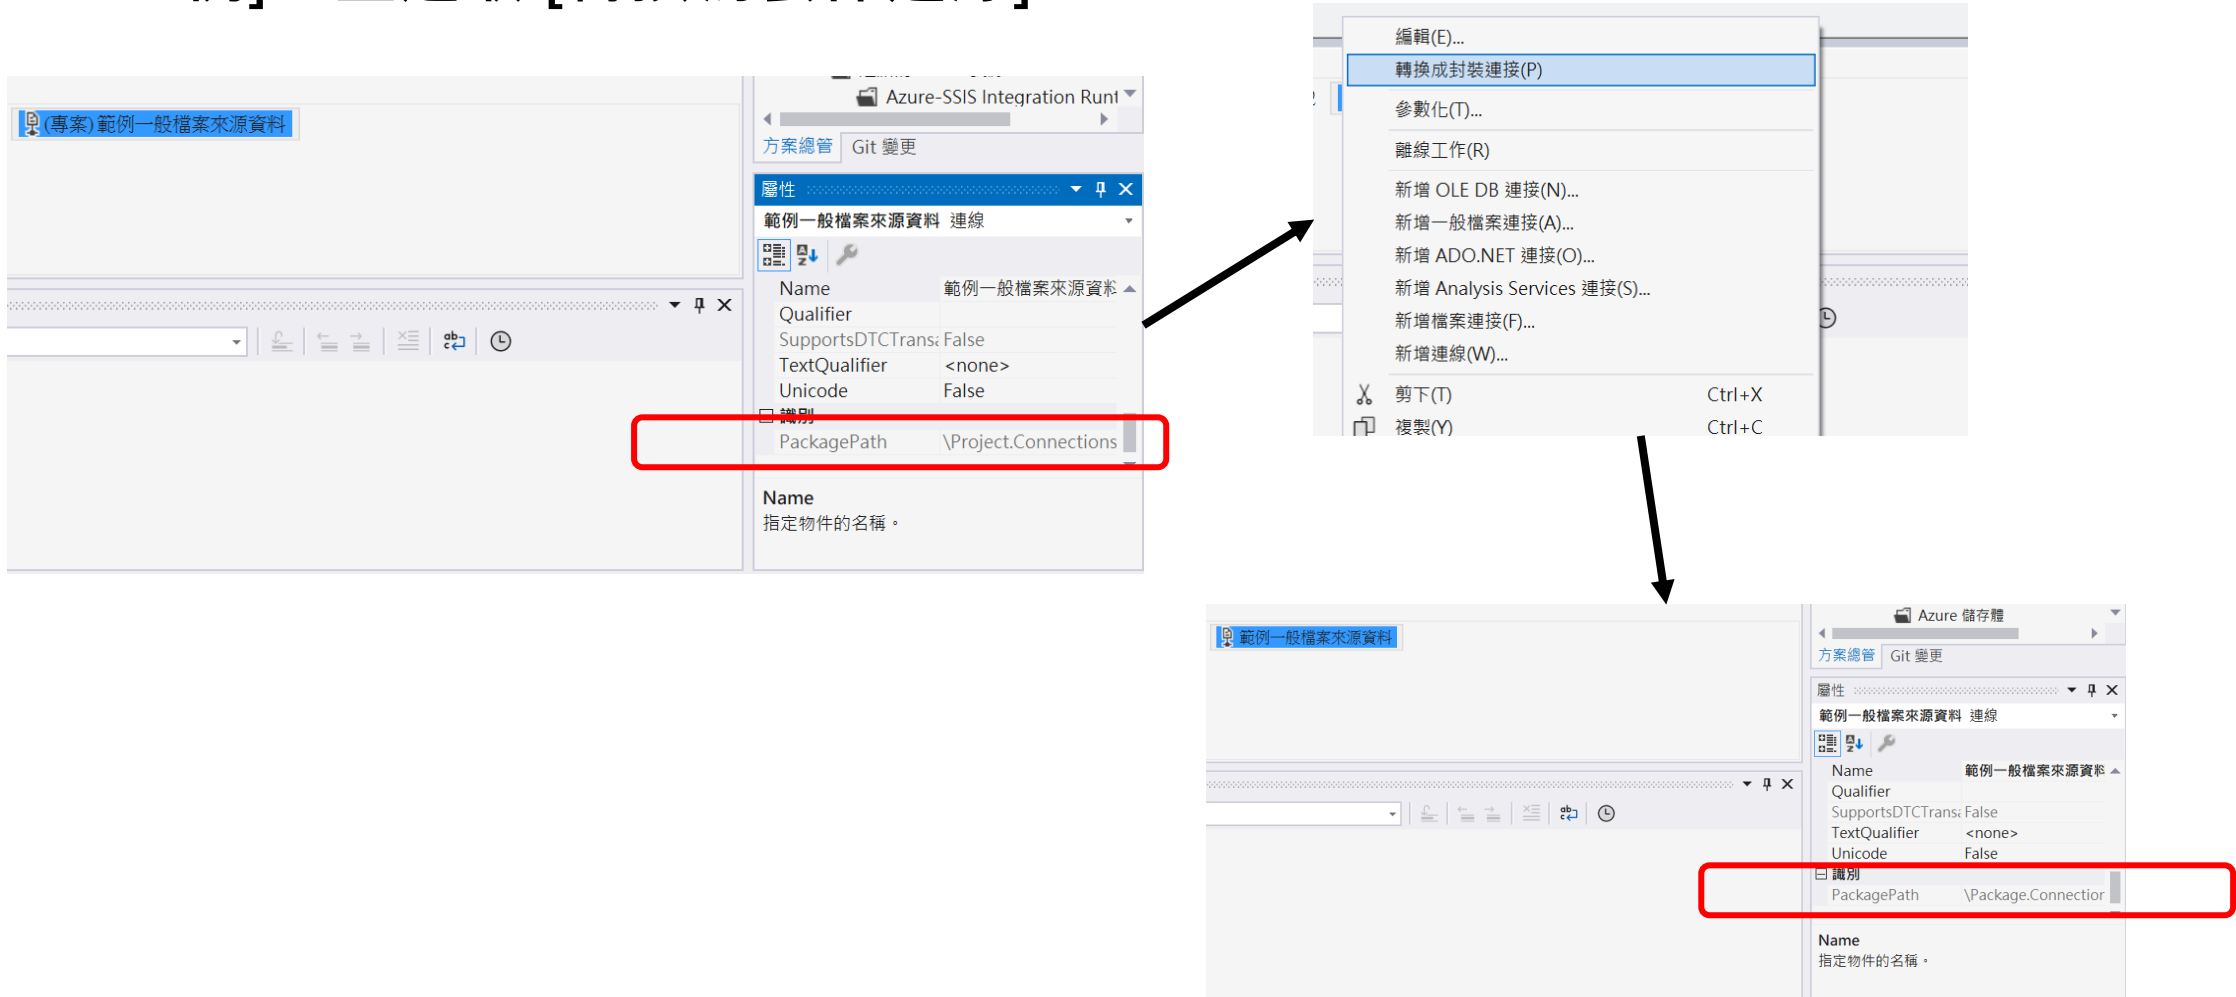 Azure-SSIS Integration Runt
(專案) 範例一般檔案來源資料
方案總管 Git 變更
屬性
範例一般檔案來源資料 連線
Name 範例一般檔案來源資料
Qualifier
SupportsDTCTransa False
TextQualifier <none>
Unicode False
識別
PackagePath \Project.Connections
Name
指定物件的名稱。
編輯(E)...
轉換成封裝連接(P)
參數化(T)...
離線工作(R)
新增 OLE DB 連接(N)...
新增一般檔案連接(A)...
新增 ADO.NET 連接(O)...
新增 Analysis Services 連接(S)...
新增檔案連接(F)...
新增連線(W)...
剪下(T) Ctrl+X
複製(Y) Ctrl+C
Azure 儲存體
範例一般檔案來源資料
方案總管 Git 變更
屬性
範例一般檔案來源資料 連線
Name 範例一般檔案來源資料
Qualifier
SupportsDTCTransa False
TextQualifier <none>
Unicode False
識別
PackagePath \Package.Connection
Name
指定物件的名稱。